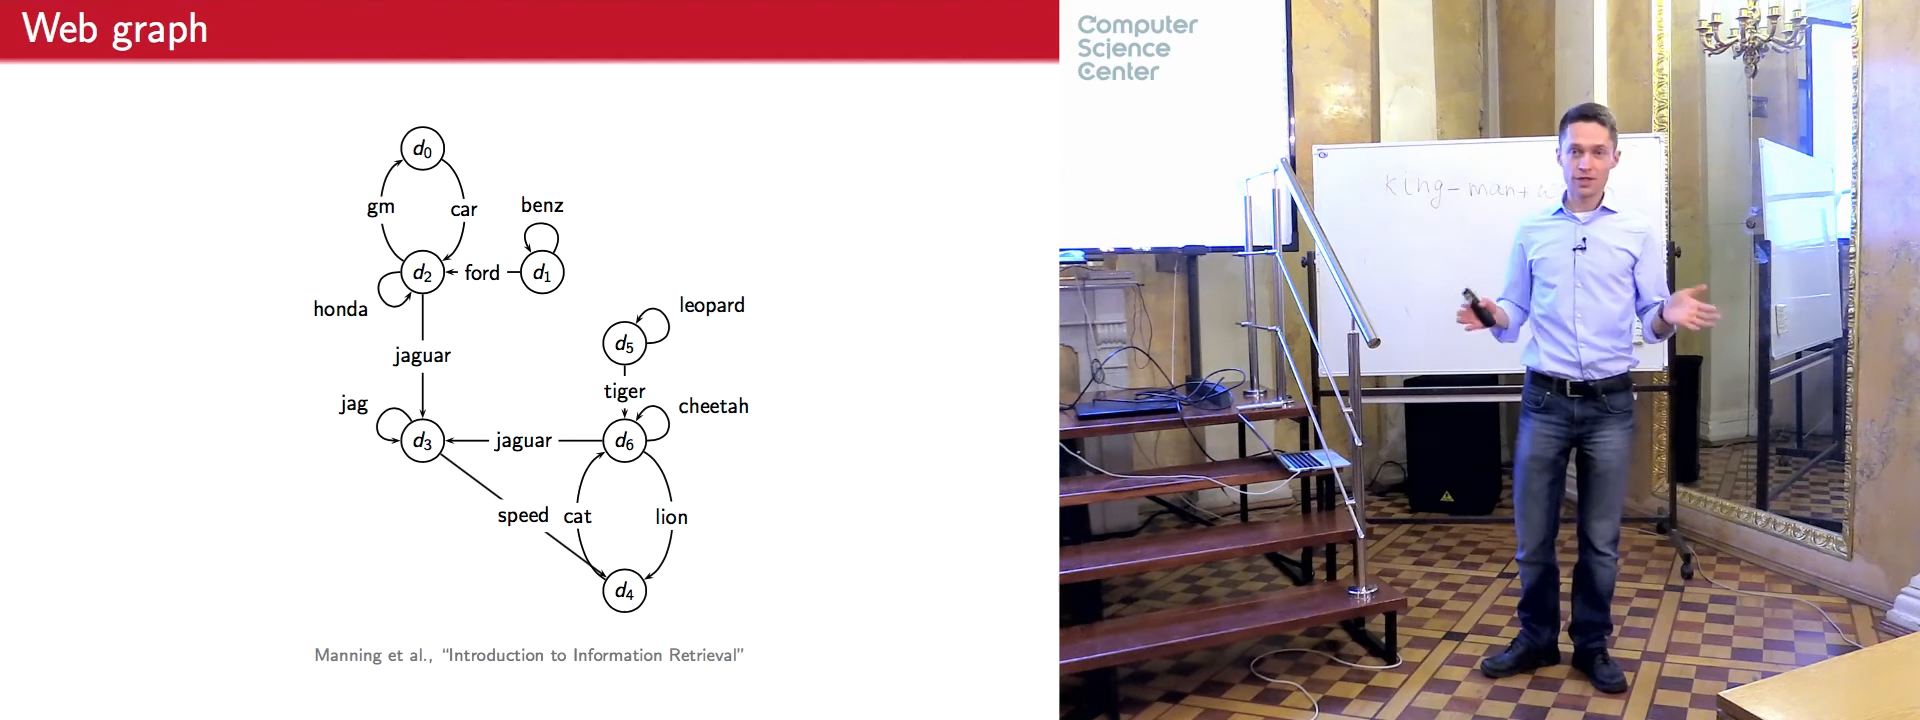 Web graph
d0
gm
car
benz
d2
ford
d1
honda
leopard
d5
jaguar
tiger
jag
cheetah
d3
jaguar
d6
speed
cat
lion
d4
Manning et al., “Introduction to Information Retrieval”
Computer
Science
Center
king - man +